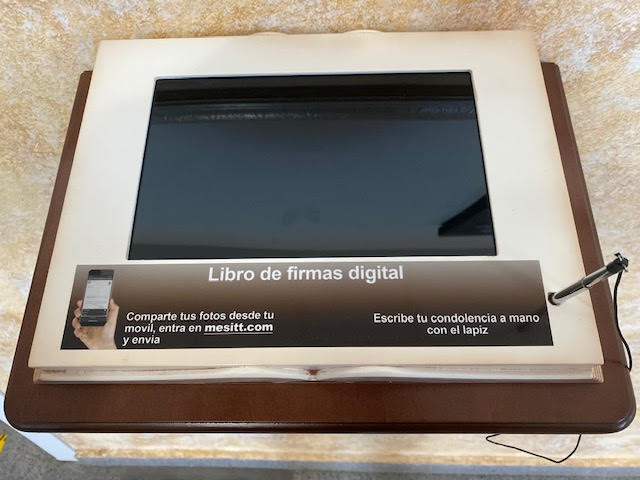 Libro de firmas digital
Comparte tus fotos desde tu
movil, entra en mesitt.com
y envia
Escribe tu condolencia a mano
con el lapiz